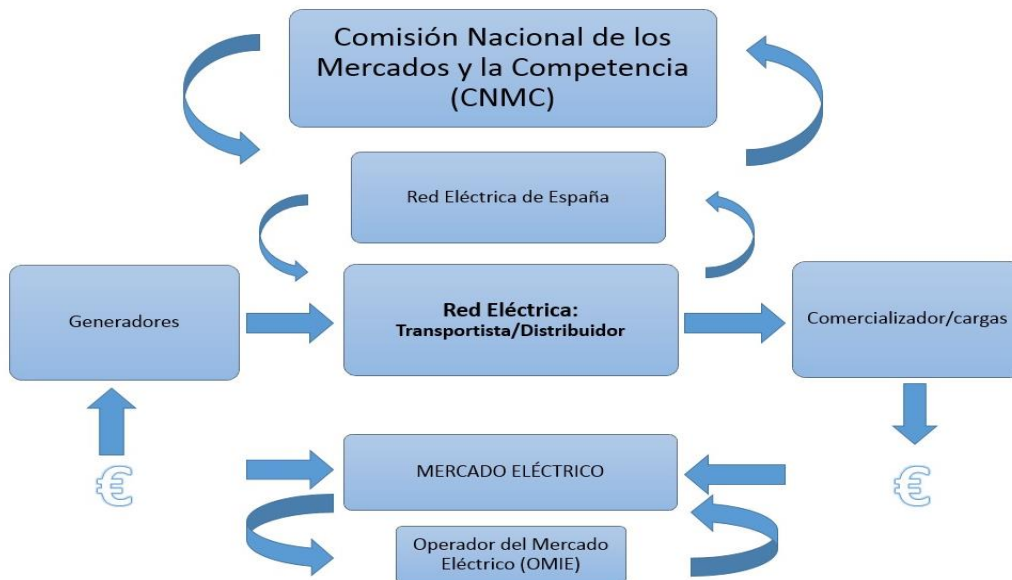 Comisión Nacional de los
Mercados y la Competencia
(CNMC)
Red Eléctrica de España
Generadores
Red Eléctrica:
Transportista/Distribuidor
Comercializador/cargas
€
MERCADO ELÉCTRICO
€
Operador del Mercado
Eléctrico (OMIE)